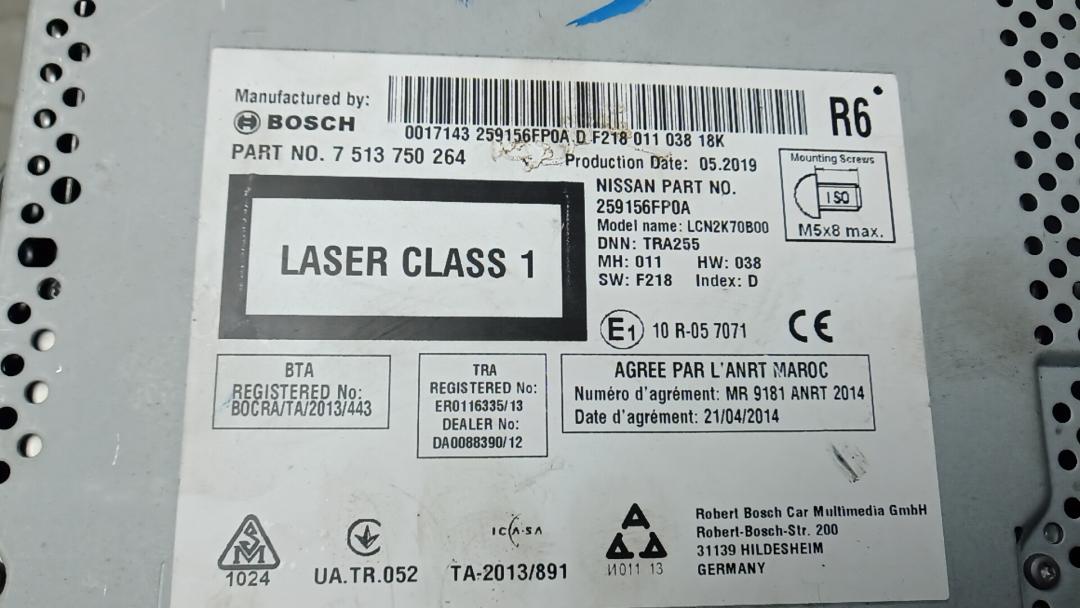 Manufactured by:
BOSCH
0017143 259156FP0A D F218 011 038 18K
R6
PART NO. 7 513 750 264
Production Date: 05.2019
Mounting Screws
ISO
M5x8 max.
NISSAN PART NO.
259156FP0A
Model name: LCN2K70B00
DNN: TRA255
MH: 011 HW: 038
SW: F218 Index: D
LASER CLASS 1
E1 10 R-05 7071 CE
BTA
REGISTERED No:
BOCRA/TA/2013/443
TRA
REGISTERED No:
ER0116335/13
DEALER No:
DA0088390/12
AGREE PAR L'ANRT MAROC
Numéro d'agrément: MR 9181 ANRT 2014
Date d'agrément: 21/04/2014
SM
1024
UA.TR.052
ICASA
TA-2013/891
И011 13
Robert Bosch Car Multimedia GmbH
Robert-Bosch-Str. 200
31139 HILDESHEIM
GERMANY